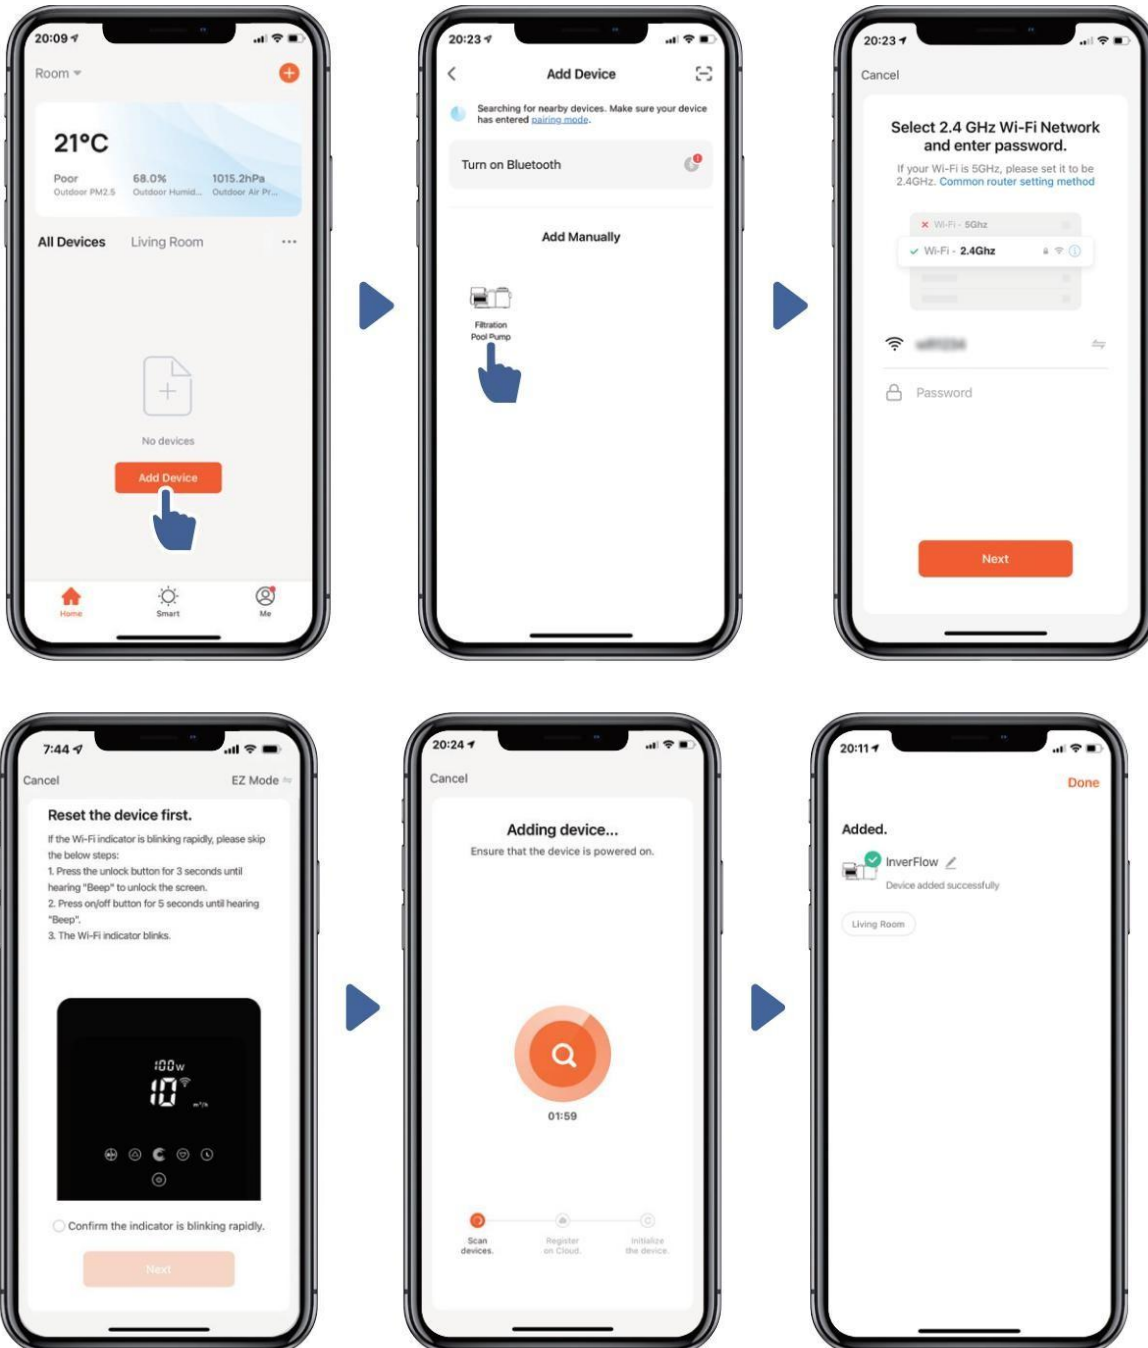 20:09
Room
21°C
Poor 68.0% 1015.2hPa
Outdoor PM2.5 Outdoor Humid... Outdoor Air Pr...
All Devices Living Room ...
No devices
Add Device
Home Smart Me
20:23
Add Device
Searching for nearby devices. Make sure your device
has entered pairing mode.
Turn on Bluetooth
Add Manually
Filtration
Pool Pump
20:23
Cancel
Select 2.4 GHz Wi-Fi Network
and enter password.
If your Wi-Fi is 5GHz, please set it to be
2.4GHz. Common router setting method
Wi-Fi - 5Ghz
Wi-Fi - 2.4Ghz
Password
Next
7:44
Cancel EZ Mode
Reset the device first.
If the Wi-Fi indicator is blinking rapidly, please skip
the below steps:
1. Press the unlock button for 3 seconds until
hearing "Beep" to unlock the screen.
2. Press on/off button for 5 seconds until hearing
"Beep".
3. The Wi-Fi indicator blinks.
100w
10
m³/h
Confirm the indicator is blinking rapidly.
Next
20:24
Cancel
Adding device...
Ensure that the device is powered on.
01:59
Scan Register Initialize
devices. on Cloud. the device.
20:11
Done
Added.
InverFlow
Device added successfully
Living Room